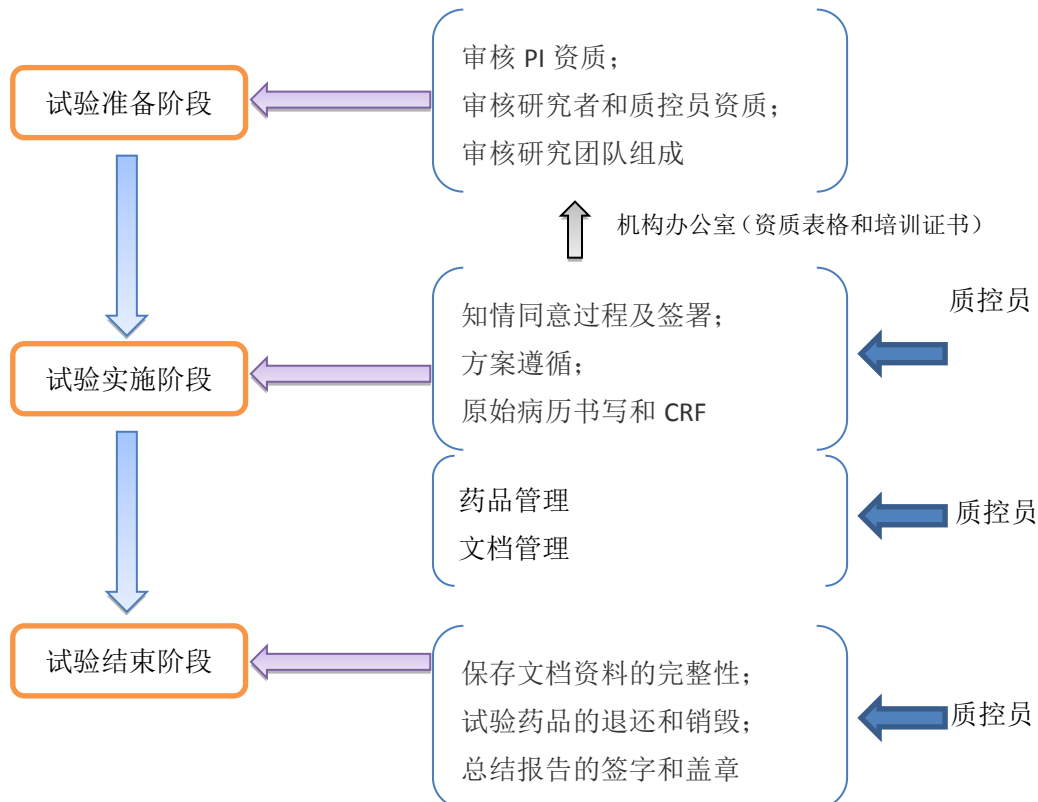 试验准备阶段
审核 PI 资质；
审核研究者和质控员资质；
审核研究团队组成
机构办公室（资质表格和培训证书）
试验实施阶段
知情同意过程及签署；
方案遵循；
原始病历书写和 CRF
质控员
药品管理
文档管理
质控员
试验结束阶段
保存文档资料的完整性；
试验药品的退还和销毁；
总结报告的签字和盖章
质控员